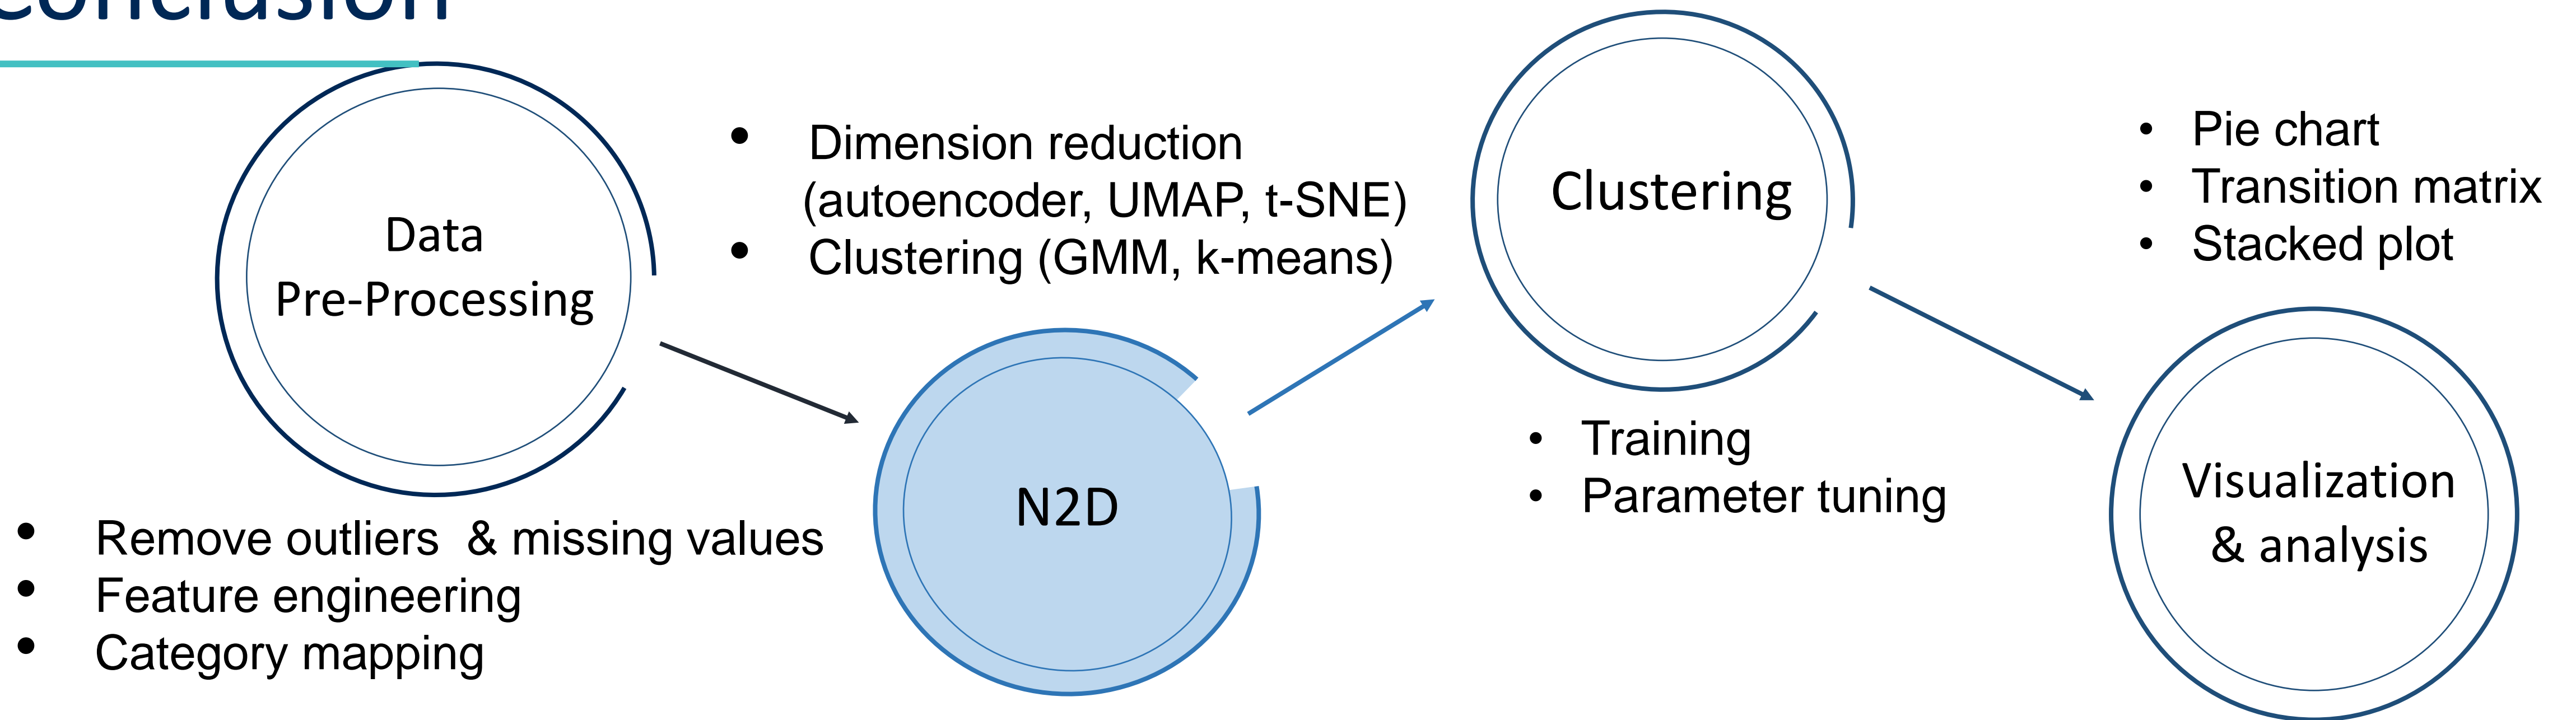 Conclusion
Data
Pre-Processing
• Remove outliers & missing values
• Feature engineering
• Category mapping
• Dimension reduction
(autoencoder, UMAP, t-SNE)
• Clustering (GMM, k-means)
N2D
Clustering
• Training
• Parameter tuning
• Pie chart
• Transition matrix
• Stacked plot
Visualization
& analysis